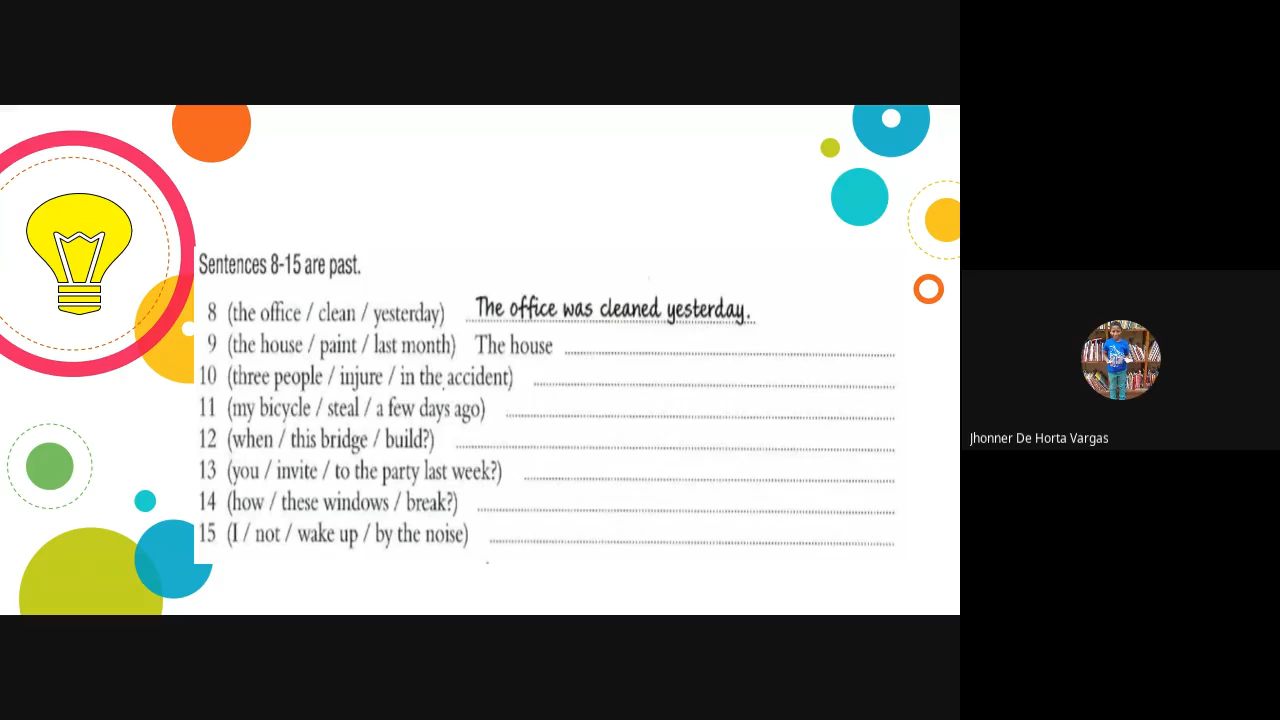 Sentences 8-15 are past.
8 (the office / clean / yesterday) The office was cleaned yesterday.
9 (the house / paint / last month) The house
10 (three people / injure / in the accident)
11 (my bicycle / steal / a few days ago)
12 (when / this bridge / build?)
13 (you / invite / to the party last week?)
14 (how / these windows / break?)
15 (I / not / wake up / by the noise)
Jhonner De Horta Vargas